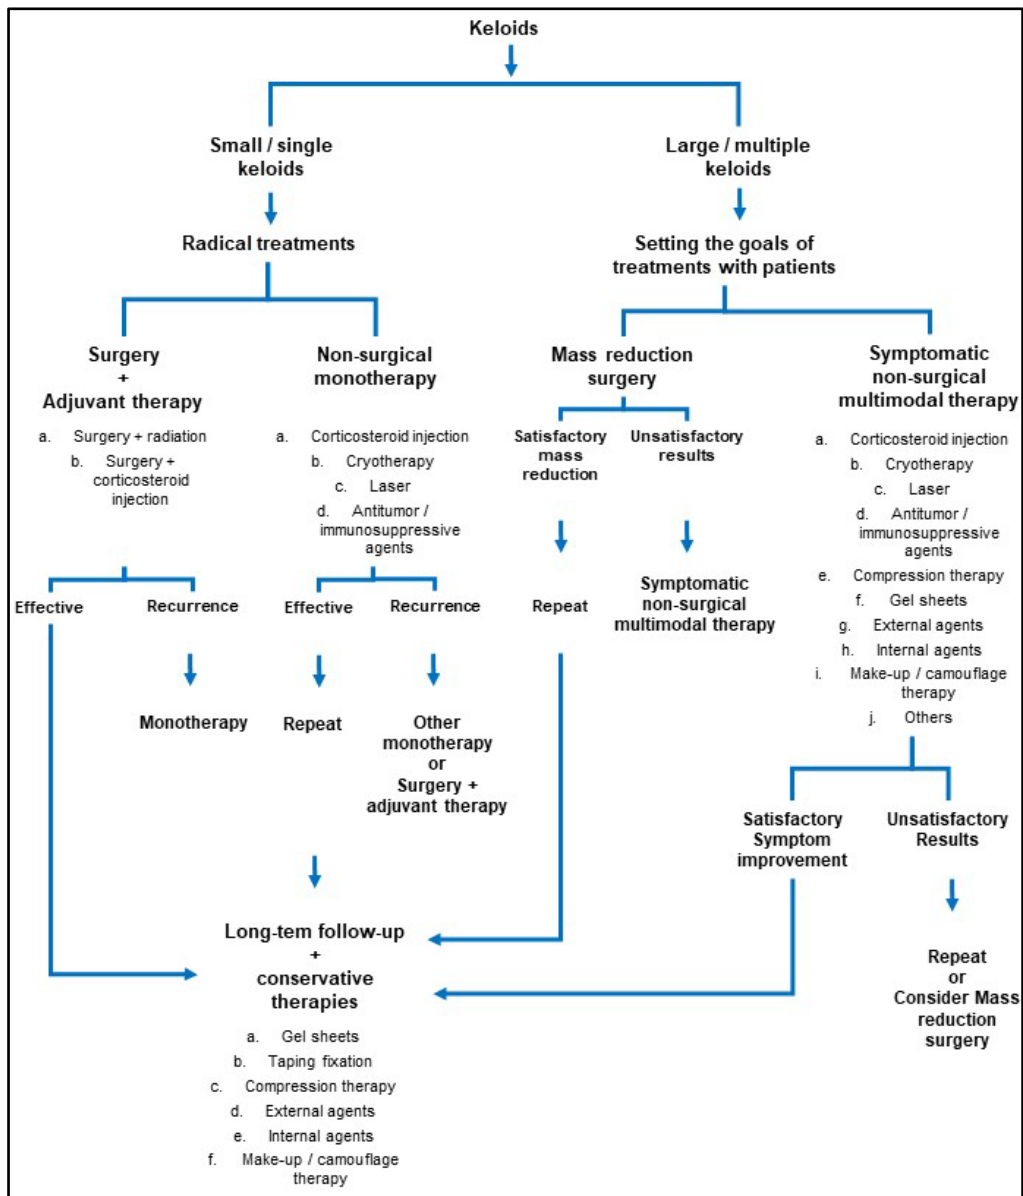 Keloids
Small / single
keloids
Large / multiple
keloids
Radical treatments
Setting the goals of
treatments with patients
Surgery
+
Adjuvant therapy
a. Surgery + radiation
b. Surgery +
corticosteroid
injection
Non-surgical
monotherapy
a. Corticosteroid injection
b. Cryotherapy
c. Laser
d. Antitumor /
immunosuppressive
agents
Mass reduction
surgery
Satisfactory
mass
reduction
Unsatisfactory
results
Symptomatic
non-surgical
multimodal therapy
a. Corticosteroid injection
b. Cryotherapy
c. Laser
d. Antitumor /
immunosuppressive
agents
e. Compression therapy
f. Gel sheets
g. External agents
h. Internal agents
i. Make-up / camouflage
therapy
j. Others
Effective
Recurrence
Effective
Recurrence
Repeat
Symptomatic
non-surgical
multimodal therapy
Monotherapy
Repeat
Other
monotherapy
or
Surgery +
adjuvant therapy
Satisfactory
Symptom
improvement
Unsatisfactory
Results
Long-tem follow-up
+
conservative
therapies
a. Gel sheets
b. Taping fixation
c. Compression therapy
d. External agents
e. Internal agents
f. Make-up / camouflage
therapy
Repeat
or
Consider Mass
reduction
surgery